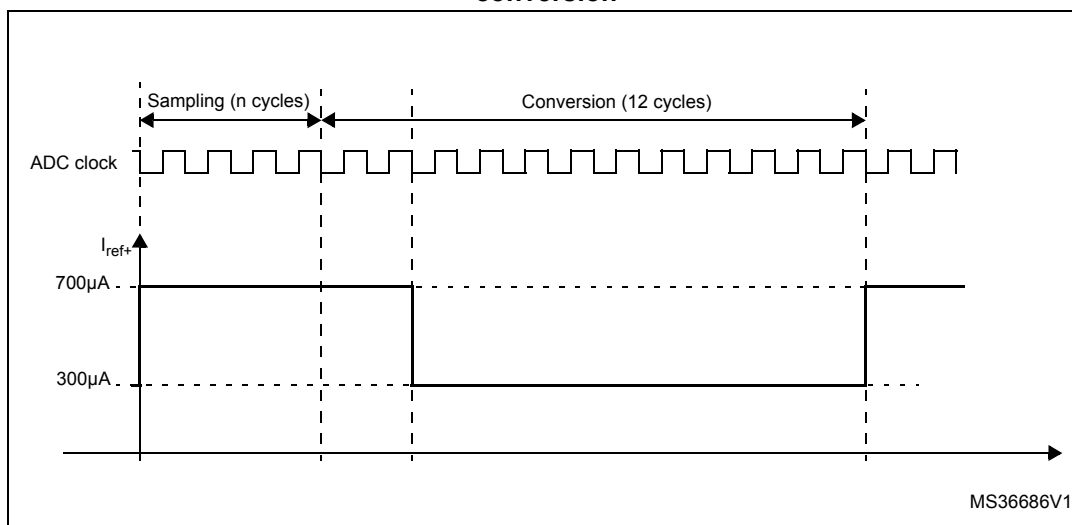 conversion
Sampling (n cycles)
Conversion (12 cycles)
ADC clock
Iref+
700µA
300µA
MS36686V1